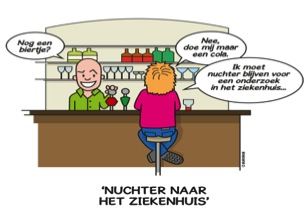 Nog een
biertje?
Nee,
doe mij maar
een cola.
Ik moet
nuchter blijven voor
een onderzoek
in het ziekenhuis...
'NUCHTER NAAR
HET ZIEKENHUIS'